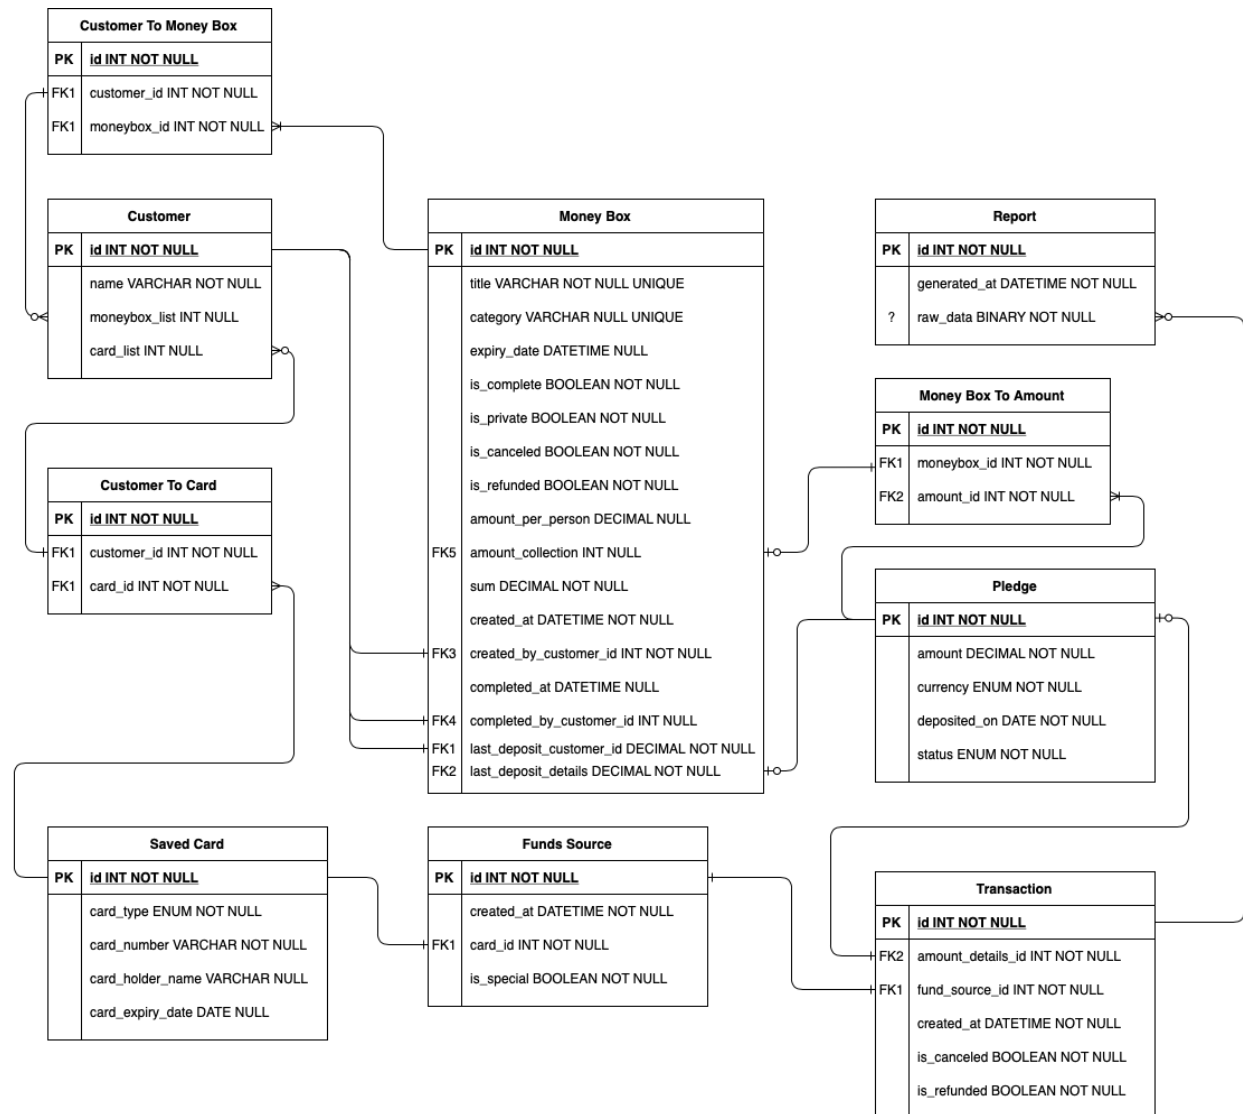 Customer To Money Box
PK id INT NOT NULL
FK1 customer_id INT NOT NULL
FK1 moneybox_id INT NOT NULL
Customer
PK id INT NOT NULL
name VARCHAR NOT NULL
moneybox_list INT NULL
card_list INT NULL
Customer To Card
PK id INT NOT NULL
FK1 customer_id INT NOT NULL
FK1 card_id INT NOT NULL
Saved Card
PK id INT NOT NULL
card_type ENUM NOT NULL
card_number VARCHAR NOT NULL
card_holder_name VARCHAR NULL
card_expiry_date DATE NULL
Money Box
PK id INT NOT NULL
title VARCHAR NOT NULL UNIQUE
category VARCHAR NULL UNIQUE
expiry_date DATETIME NULL
is_complete BOOLEAN NOT NULL
is_private BOOLEAN NOT NULL
is_canceled BOOLEAN NOT NULL
is_refunded BOOLEAN NOT NULL
amount_per_person DECIMAL NULL
FK5 amount_collection INT NULL
sum DECIMAL NOT NULL
created_at DATETIME NOT NULL
FK3 created_by_customer_id INT NOT NULL
completed_at DATETIME NULL
FK4 completed_by_customer_id INT NULL
FK1 last_deposit_customer_id DECIMAL NOT NULL
FK2 last_deposit_details DECIMAL NOT NULL
Funds Source
PK id INT NOT NULL
created_at DATETIME NOT NULL
FK1 card_id INT NOT NULL
is_special BOOLEAN NOT NULL
Report
PK id INT NOT NULL
generated_at DATETIME NOT NULL
? raw_data BINARY NOT NULL
Money Box To Amount
PK id INT NOT NULL
FK1 moneybox_id INT NOT NULL
FK2 amount_id INT NOT NULL
Pledge
PK id INT NOT NULL
amount DECIMAL NOT NULL
currency ENUM NOT NULL
deposited_on DATE NOT NULL
status ENUM NOT NULL
Transaction
PK id INT NOT NULL
FK2 amount_details_id INT NOT NULL
FK1 fund_source_id INT NOT NULL
created_at DATETIME NOT NULL
is_canceled BOOLEAN NOT NULL
is_refunded BOOLEAN NOT NULL